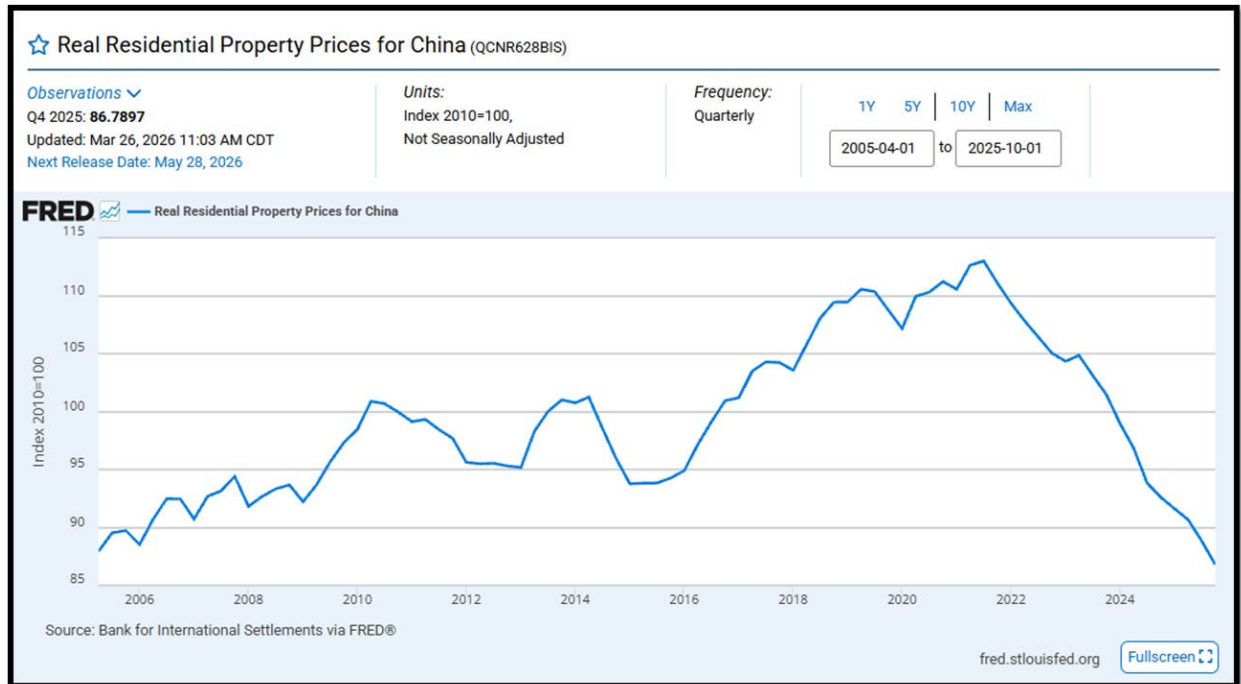 Real Residential Property Prices for China (QCNR628BIS)
Observations
Q4 2025: 86.7897
Updated: Mar 26, 2026 11:03 AM CDT
Next Release Date: May 28, 2026
Units:
Index 2010=100,
Not Seasonally Adjusted
Frequency:
Quarterly
1Y 5Y 10Y Max
2005-04-01 to 2025-10-01
FRED Real Residential Property Prices for China
115
110
105
100
95
90
85
Index 2010=100
2006 2008 2010 2012 2014 2016 2018 2020 2022 2024
Source: Bank for International Settlements via FRED®
fred.stlouisfed.org
Fullscreen